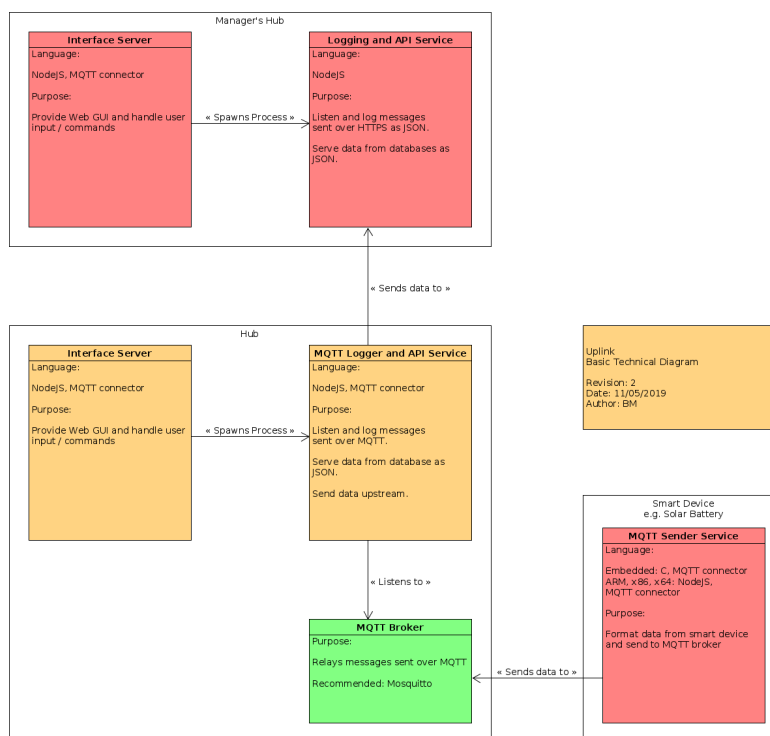 Manager's Hub
Interface Server
Language:
NodeJS, MQTT connector
Purpose:
Provide Web GUI and handle user
input / commands
« Spawns Process »
Logging and API Service
Language:
NodeJS
Purpose:
Listen and log messages
sent over HTTPS as JSON.
Serve data from databases as
JSON.
« Sends data to »
Hub
Interface Server
Language:
NodeJS, MQTT connector
Purpose:
Provide Web GUI and handle user
input / commands
« Spawns Process »
MQTT Logger and API Service
Language:
NodeJS, MQTT connector
Purpose:
Listen and log messages
sent over MQTT.
Serve data from database as
JSON.
Send data upstream.
« Listens to »
MQTT Broker
Purpose:
Relays messages sent over MQTT
Recommended: Mosquitto
« Sends data to »
Uplink
Basic Technical Diagram
Revision: 2
Date: 11/05/2019
Author: BM
Smart Device
e.g. Solar Battery
MQTT Sender Service
Language:
Embedded: C, MQTT connector
ARM, x86, x64: NodeJS,
MQTT connector
Purpose:
Format data from smart device
and send to MQTT broker